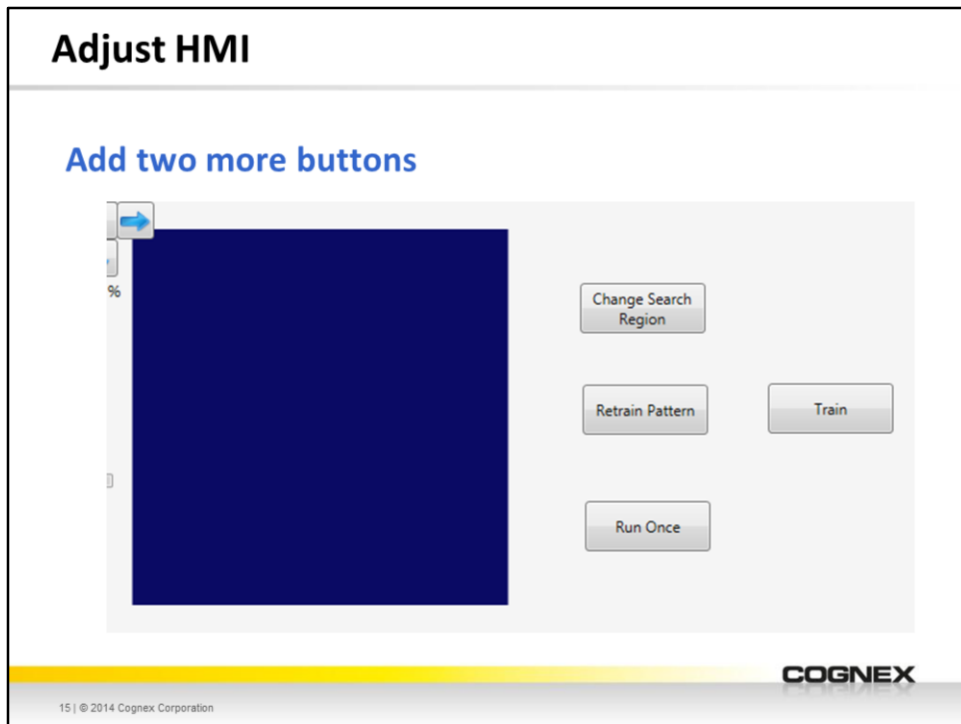 Adjust HMI
Add two more buttons
%
Change Search
Region
Retrain Pattern
Train
Run Once
COGNEX
15| © 2014 Cognex Corporation